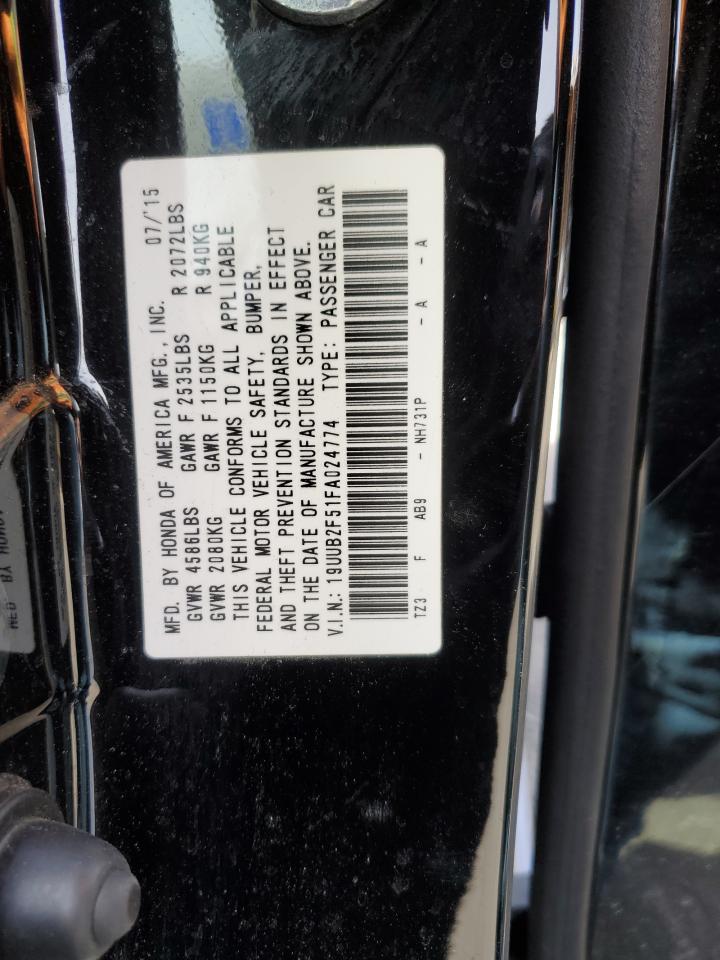 MFD. BY HONDA OF AMERICA MFG., INC. 07/'15
GVWR 4586LBS GAWR F 2535LBS R 2072LBS
GVWR 2080KG GAWR F 1150KG R 940KG
THIS VEHICLE CONFORMS TO ALL APPLICABLE
FEDERAL MOTOR VEHICLE SAFETY, BUMPER,
AND THEFT PREVENTION STANDARDS IN EFFECT
ON THE DATE OF MANUFACTURE SHOWN ABOVE.
V.I.N.: 19UUB2F51FA024774 TYPE: PASSENGER CAR
TZ3 F AB9 - NH731P - A - A